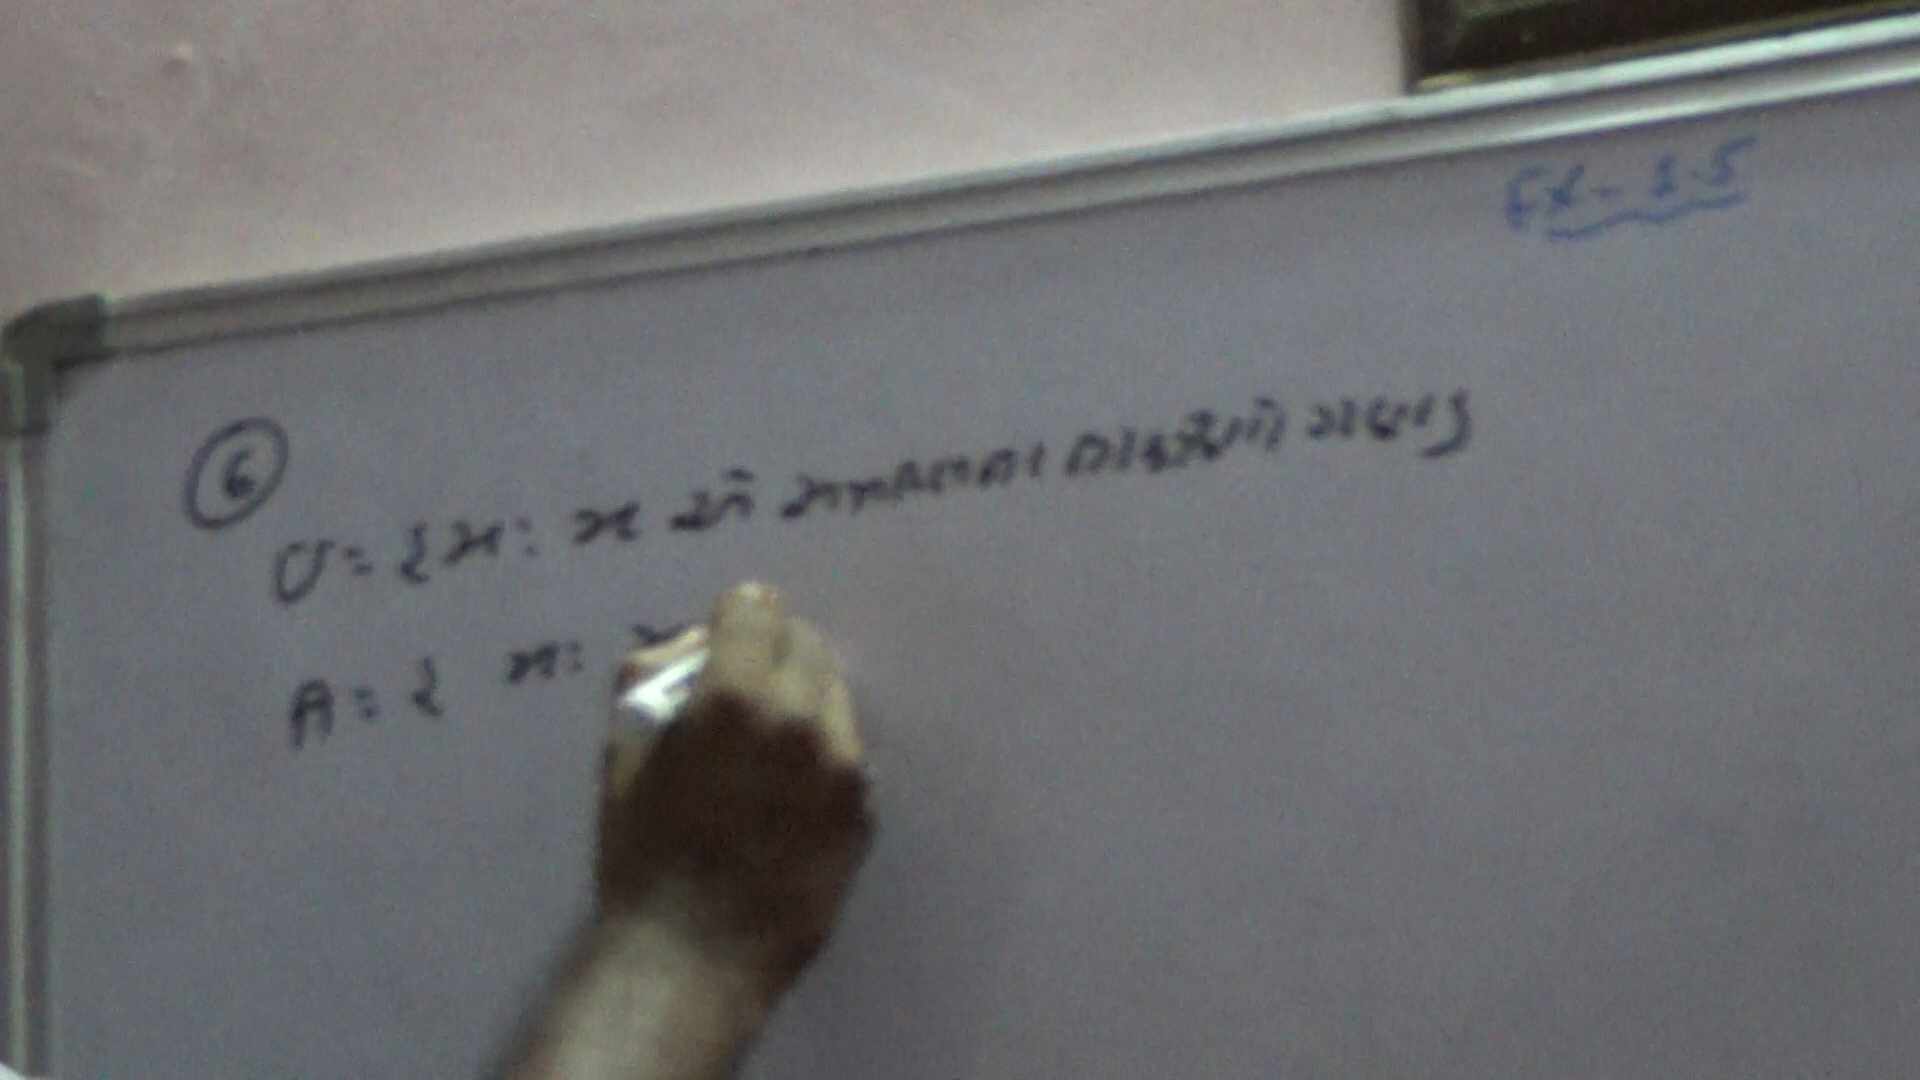 Ex - 1.5
6
U = { x : x એ સમતલના ત્રિકોણોનો ગણ
A = { x :